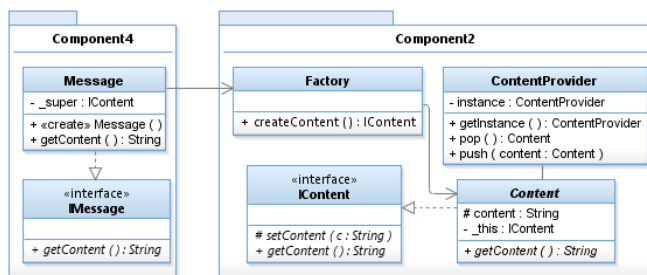 Component4
Message
- _super : IContent
+ «create» Message ( )
+ getContent ( ) : String
«interface»
IMessage
+ getContent ( ) : String
Component2
Factory
+ createContent ( ) : IContent
ContentProvider
- instance : ContentProvider
+ getInstance ( ) : ContentProvider
+ pop ( ) : Content
+ push ( content : Content )
«interface»
IContent
# setContent ( c : String )
+ getContent ( ) : String
Content
# content : String
- _this : IContent
+ getContent ( ) : String